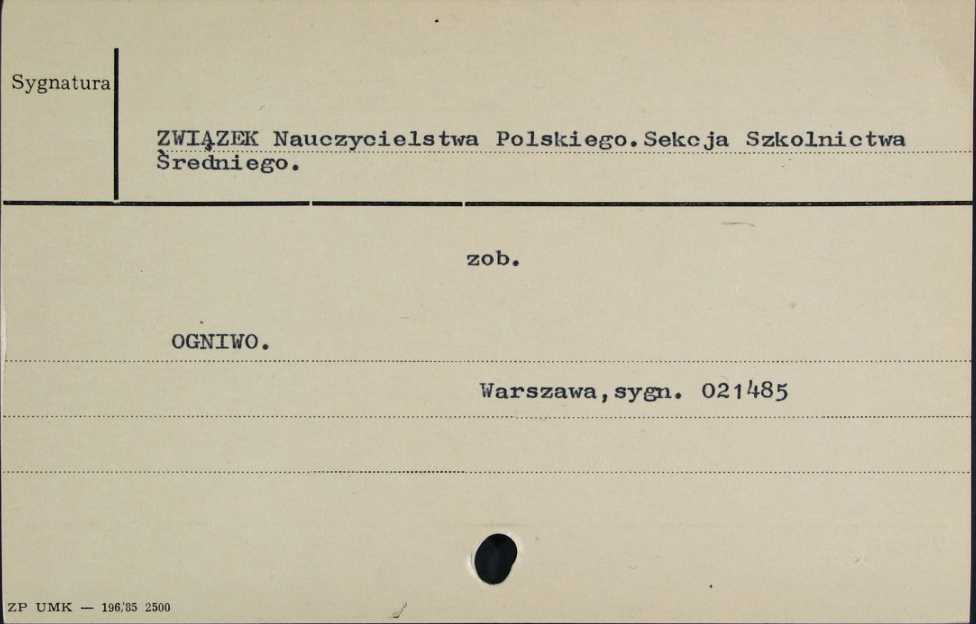 Sygnatura
ZWIĄZEK Nauczycielstwa Polskiego.Sekcja Szkolnictwa
Średniego.
zob.
OGNIWO.
Warszawa,sygn. 021485
ZP UMK — 196/85 2500